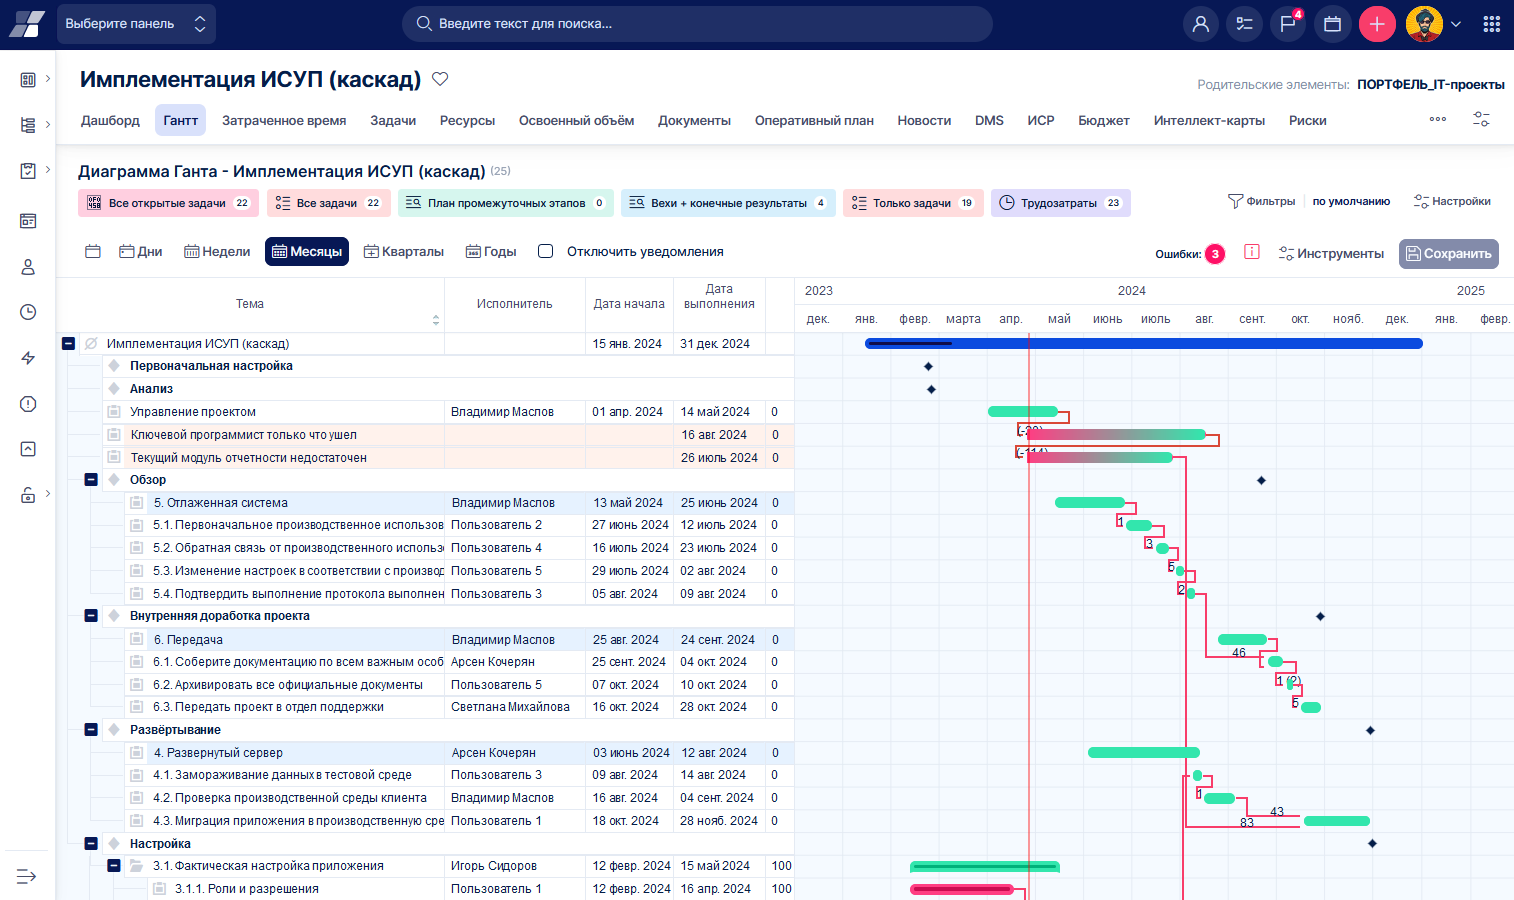 Выберите панель
Введите текст для поиска...
4
Имплементация ИСУП (каскад)
Родительские элементы: ПОРТФЕЛЬ_IT-проекты
Дашборд Гантт Затраченное время Задачи Ресурсы Освоенный объём Документы Оперативный план Новости DMS ИСР Бюджет Интеллект-карты Риски
Диаграмма Ганта - Имплементация ИСУП (каскад) (25)
Все открытые задачи 22 Все задачи 22 План промежуточных этапов 0 Вехи + конечные результаты 4 Только задачи 19 Трудозатраты 23
Фильтры по умолчанию Настройки
Дни Недели Месяцы Кварталы Годы Отключить уведомления
Ошибки: 3 Инструменты Сохранить
Тема Исполнитель Дата начала Дата выполнения
2023 2024 2025
дек. янв. февр. марта апр. май июнь июль авг. сент. окт. нояб. дек. янв. февр.
Имплементация ИСУП (каскад) 15 янв. 2024 31 дек. 2024
Первоначальная настройка
Анализ
Управление проектом Владимир Маслов 01 апр. 2024 14 май 2024 0
Ключевой программист только что ушел 16 авг. 2024 0
Текущий модуль отчетности недостаточен 26 июль 2024 0
Обзор
5. Отлаженная система Владимир Маслов 13 май 2024 25 июнь 2024 0
5.1. Первоначальное производственное использов Пользователь 2 27 июнь 2024 12 июль 2024 0 1
5.2. Обратная связь от производственного использ Пользователь 4 16 июль 2024 23 июль 2024 0 3
5.3. Изменение настроек в соответствии с производ Пользователь 5 29 июль 2024 02 авг. 2024 0 5
5.4. Подтвердить выполнение протокола выполнен Пользователь 3 05 авг. 2024 09 авг. 2024 0 2
Внутренняя доработка проекта
6. Передача Владимир Маслов 25 авг. 2024 24 сент. 2024 0
6.1. Соберите документацию по всем важным особ Арсен Кочерян 25 сент. 2024 04 окт. 2024 0 46
6.2. Архивировать все официальные документы Пользователь 5 07 окт. 2024 10 окт. 2024 0 1
6.3. Передать проект в отдел поддержки Светлана Михайлова 16 окт. 2024 28 окт. 2024 0 5
Развёртывание
4. Развернутый сервер Арсен Кочерян 03 июнь 2024 12 авг. 2024 0
4.1. Замораживание данных в тестовой среде Пользователь 3 09 авг. 2024 14 авг. 2024 0
4.2. Проверка производственной среды клиента Владимир Маслов 16 авг. 2024 04 сент. 2024 0 1
4.3. Миграция приложения в производственную сре Пользователь 1 18 окт. 2024 28 нояб. 2024 0 43
83
Настройка
3.1. Фактическая настройка приложения Игорь Сидоров 12 февр. 2024 15 май 2024 100
3.1.1. Роли и разрешения Пользователь 1 12 февр. 2024 16 апр. 2024 100